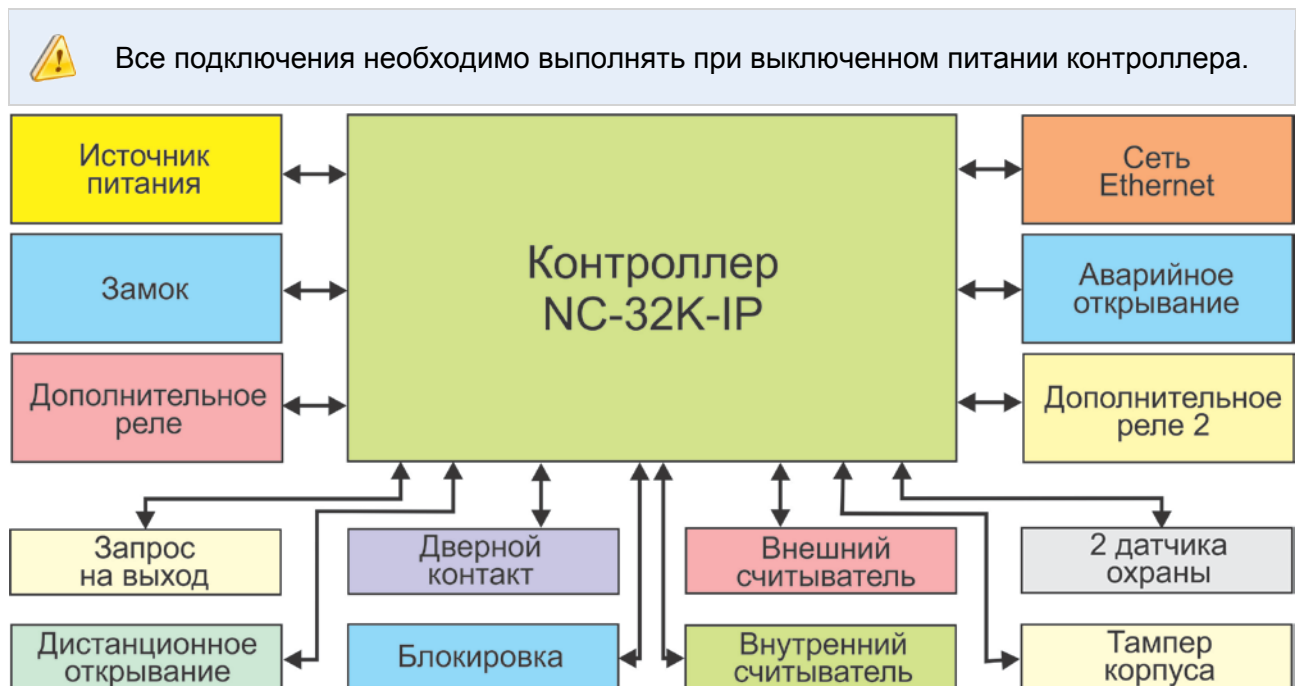 Все подключения необходимо выполнять при выключенном питании контроллера.
Источник
питания
Контроллер
NC-32K-IP
Сеть
Ethernet
Замок
Аварийное
открывание
Дополнительное
реле
Дополнительное
реле 2
Запрос
на выход
Дверной
контакт
Внешний
считыватель
2 датчика
охраны
Дистанционное
открывание
Блокировка
Внутренний
считыватель
Тампер
корпуса